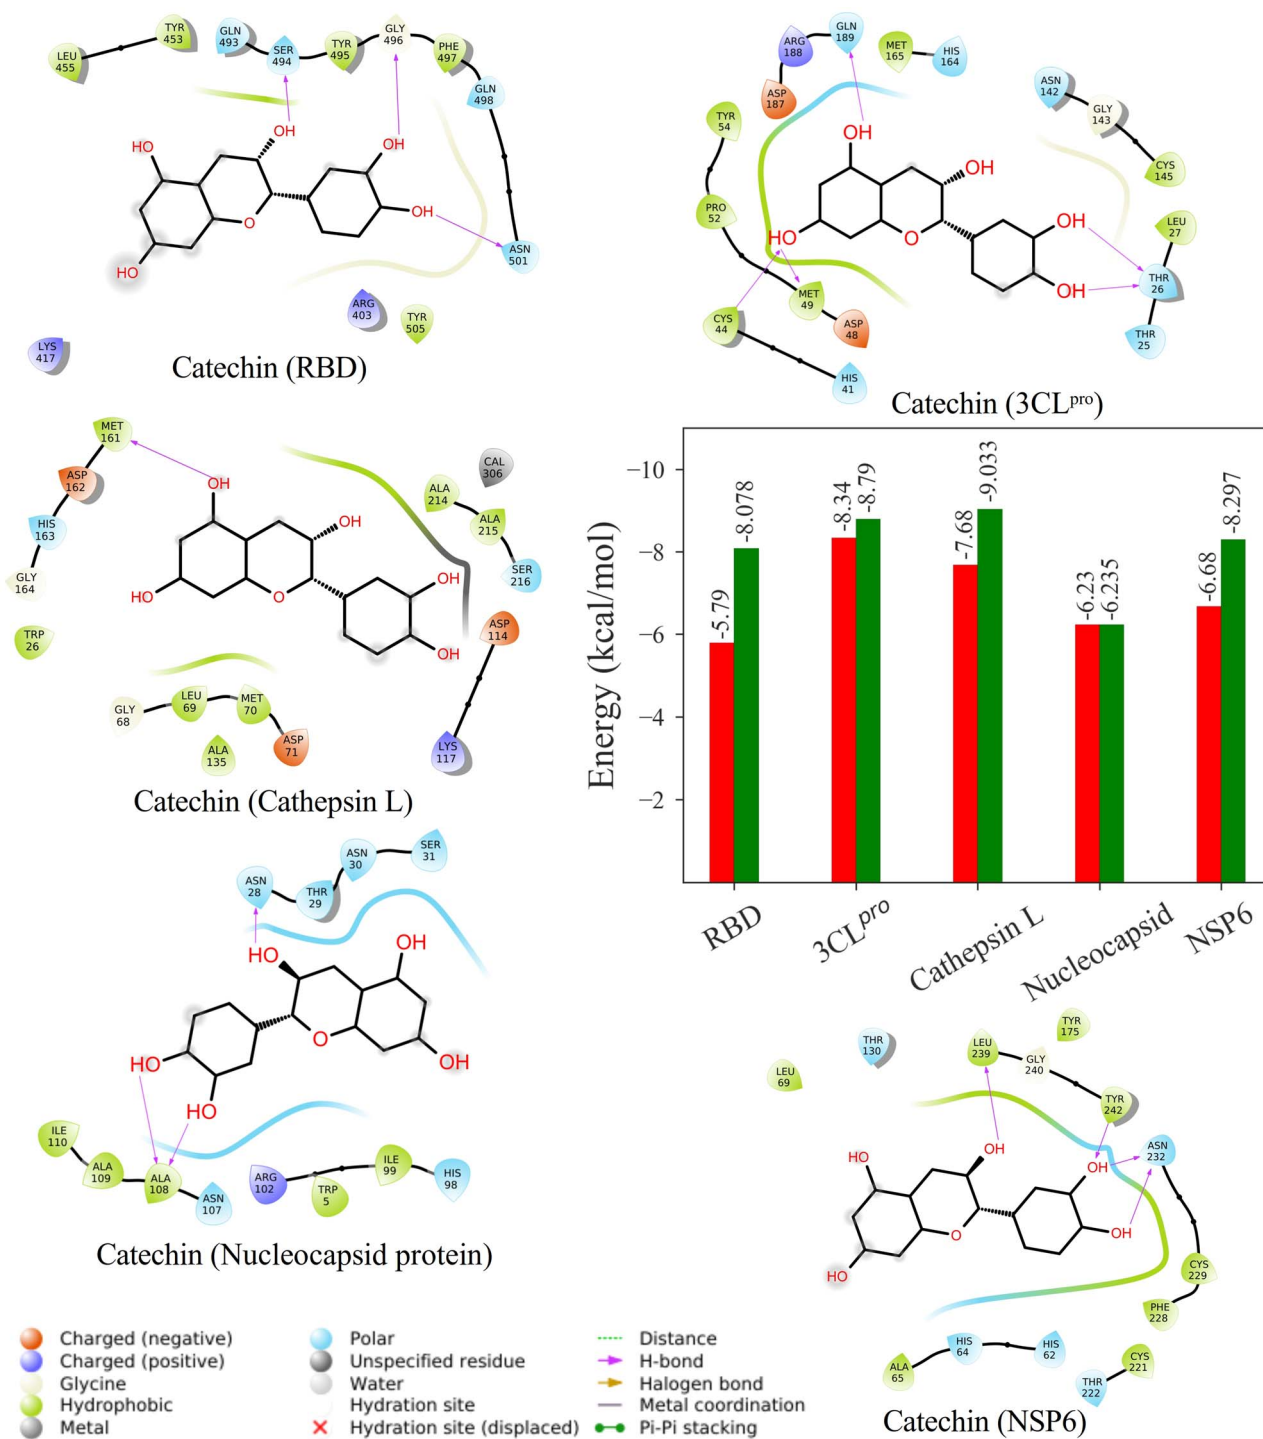 LEU
455
TYR
453
GLN
493
SER
494
TYR
495
GLY
496
PHE
497
GLN
498
HO
OH
OH
OH
O
HO
ASN
501
ARG
403
TYR
505
LYS
417
Catechin (RBD)
ARG
188
GLN
189
MET
165
HIS
164
ASP
187
ASN
142
GLY
143
CYS
145
TYR
54
OH
OH
PRO
52
HO
O
OH
OH
LEU
27
THR
26
THR
25
MET
49
CYS
44
ASP
48
HIS
41
Catechin (3CLpro)
MET
161
ASP
162
HIS
163
GLY
164
TRP
26
OH
OH
HO
O
OH
OH
CAL
306
ALA
214
ALA
215
SER
216
ASP
114
LYS
117
GLY
68
LEU
69
MET
70
ASP
71
ALA
135
Catechin (Cathepsin L)
Energy (kcal/mol)
−10
−8
−6
−4
−2
-5.79
-8.078
-8.34
-8.79
-7.68
-9.033
-6.23
-6.235
-6.68
-8.297
RBD
3CLpro
Cathepsin L
Nucleocapsid
NSP6
ASN
28
THR
29
ASN
30
SER
31
HO
OH
O
HO
OH
HO
ILE
110
ALA
109
ALA
108
ASN
107
ARG
102
TRP
5
ILE
99
HIS
98
Catechin (Nucleocapsid protein)
LEU
69
THR
130
LEU
239
GLY
240
TYR
175
TYR
242
ASN
232
HO
OH
OH
O
OH
HO
CYS
229
PHE
228
CYS
221
THR
222
HIS
62
HIS
64
ALA
65
Catechin (NSP6)
Charged (negative)
Charged (positive)
Glycine
Hydrophobic
Metal
Polar
Unspecified residue
Water
Hydration site
Hydration site (displaced)
Distance
H-bond
Halogen bond
Metal coordination
Pi-Pi stacking